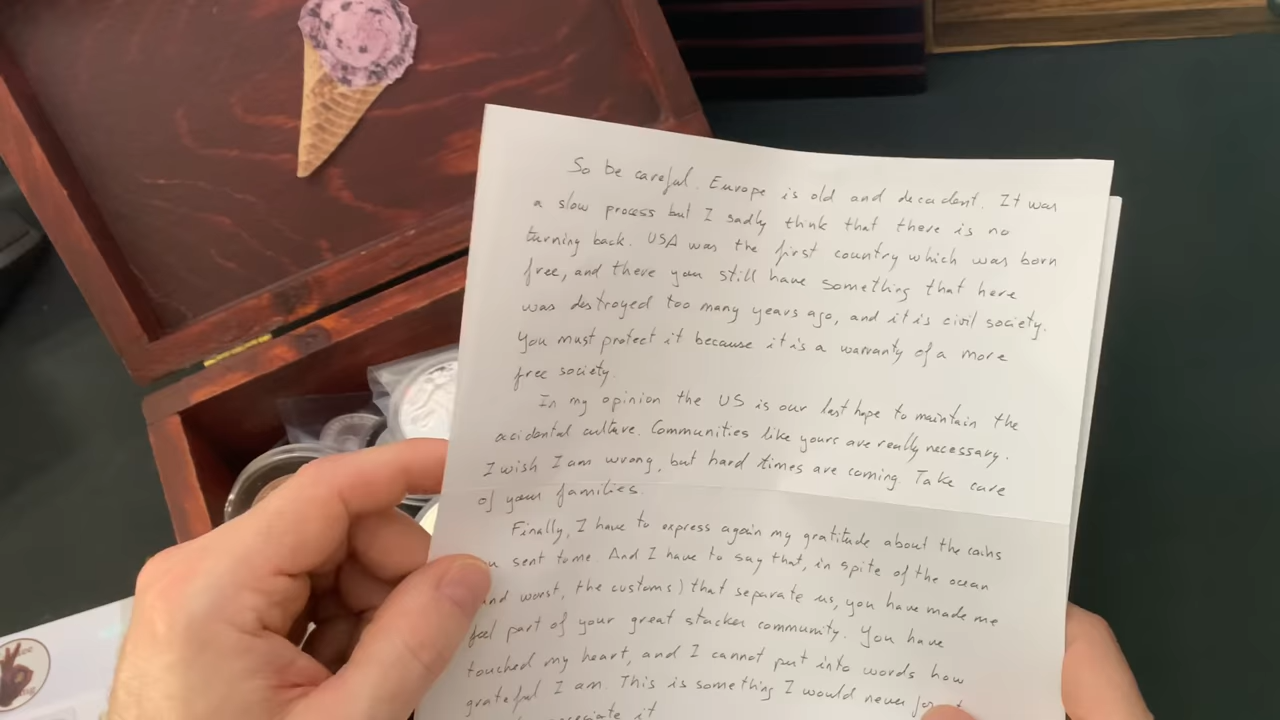 So be careful. Europe is old and decadent. It was
a slow process but I sadly think that there is no
turning back. USA was the first country which was born
free, and there you still have something that here
was destroyed too many years ago, and it is civil society.
You must protect it because it is a warranty of a more
free society.
In my opinion the US is our last hope to maintain the
acidental culture. Communities like yours are really necessary.
I wish I am wrong, but hard times are coming. Take care
of your families.
Finally, I have to express again my gratitude about the coins
sent to me. And I have to say that, in spite of the ocean
and worst, the customs) that separate us, you have made me
feel part of your great stacker community. You have
touched my heart, and I cannot put into words how
grateful I am. This is something I would never
it